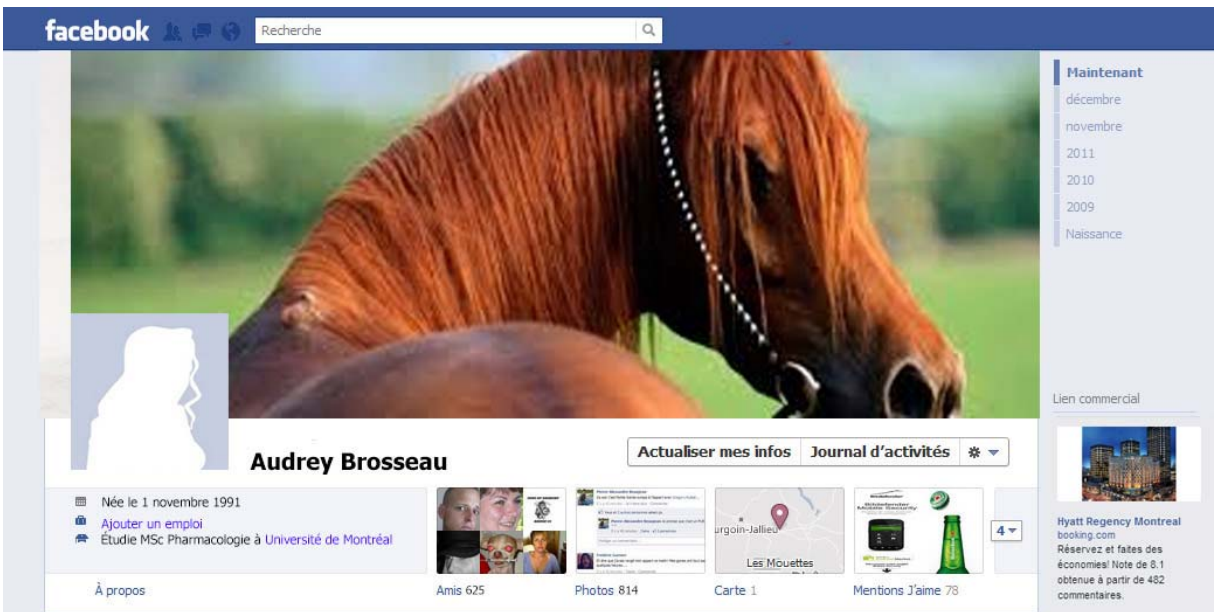 facebook
Recherche
Maintenant
décembre
novembre
2011
2010
2009
Naissance
Lien commercial
Audrey Brosseau
Actualiser mes infos
Journal d'activités
Née le 1 novembre 1991
Ajouter un emploi
Étudie MSc Pharmacologie à Université de Montréal
À propos
Amis 625
Photos 814
urgoin-Jallieu
Les Mouettes
Carte 1
Mentions J'aime 78
4
Hyatt Regency Montreal
booking.com
Réservez et faites des
économies! Note de 8.1
obtenue à partir de 482
commentaires.